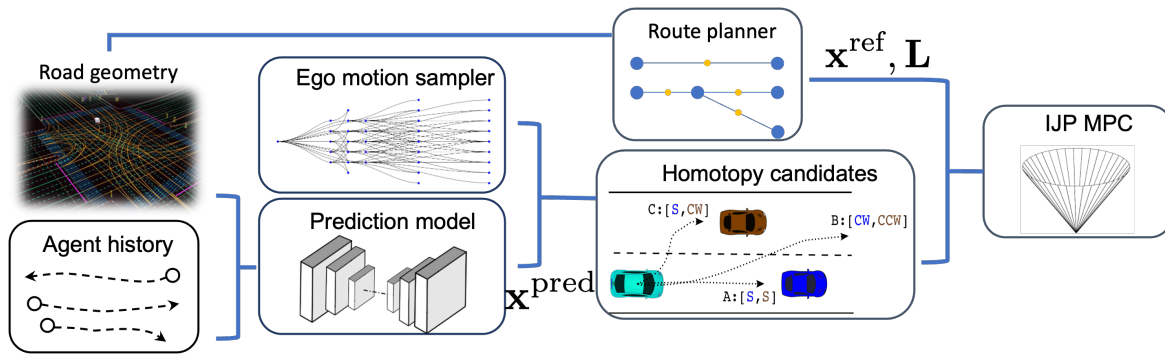 Road geometry
Agent history
Ego motion sampler
Prediction model
x^pred
Route planner
x^ref, L
Homotopy candidates
C:[S,CW]
B:[CW,CCW]
A:[S,S]
IJP MPC